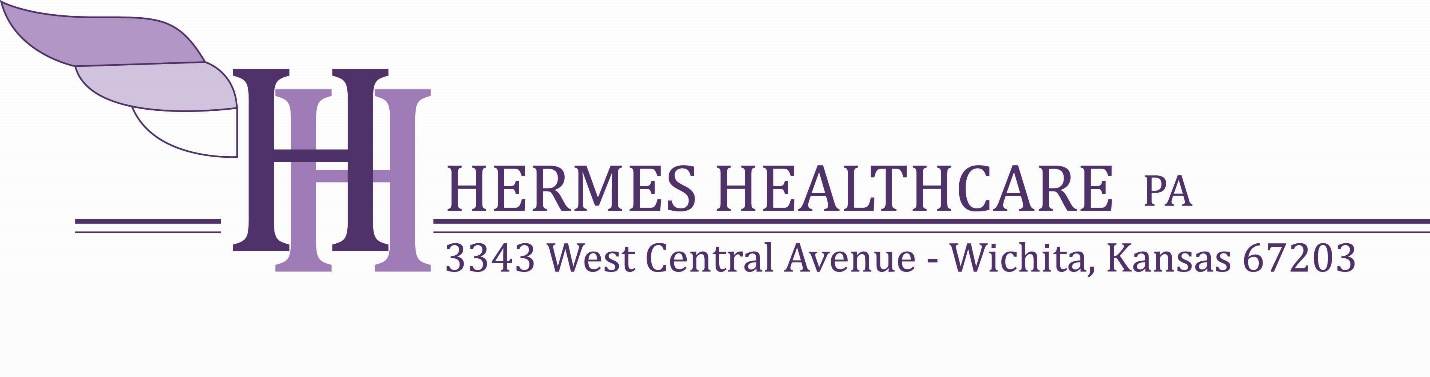 HH
HERMES HEALTHCARE PA
3343 West Central Avenue - Wichita, Kansas 67203